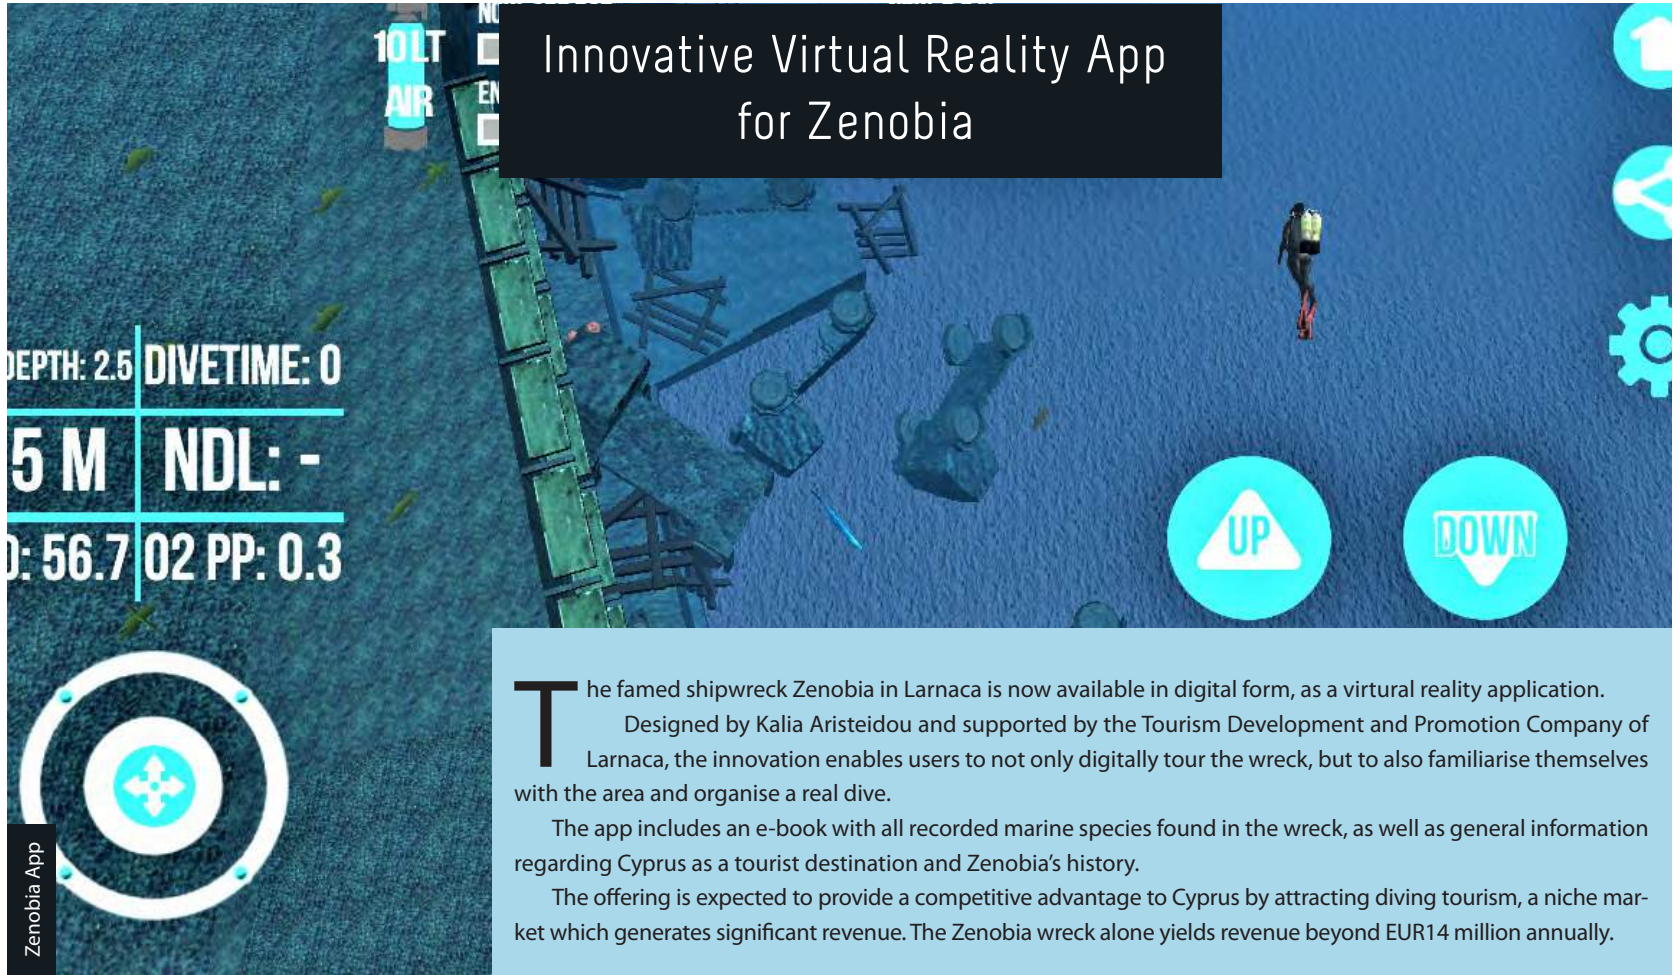 Innovative Virtual Reality App
for Zenobia
10 LT
AIR
DEPTH: 2.5 DIVETIME: 0
5 M NDL: -
: 56.7 02 PP: 0.3
UP
DOWN
The famed shipwreck Zenobia in Larnaca is now available in digital form, as a virtural reality application.
Designed by Kalia Aristeidou and supported by the Tourism Development and Promotion Company of
Larnaca, the innovation enables users to not only digitally tour the wreck, but to also familiarise themselves
with the area and organise a real dive.
The app includes an e-book with all recorded marine species found in the wreck, as well as general information
regarding Cyprus as a tourist destination and Zenobia's history.
The offering is expected to provide a competitive advantage to Cyprus by attracting diving tourism, a niche mar-
ket which generates significant revenue. The Zenobia wreck alone yields revenue beyond EUR14 million annually.
Zenobia App